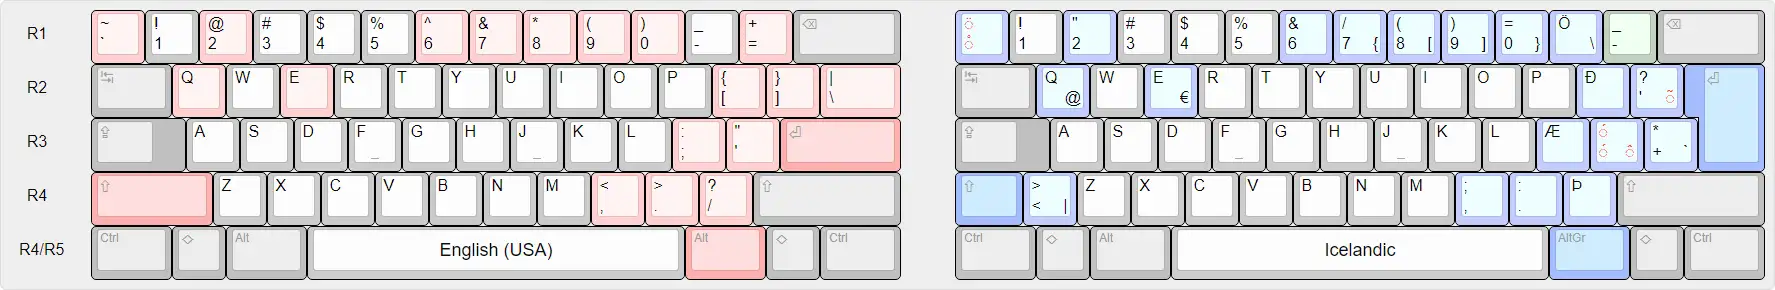 R1 ~ ` ! 1 @ 2 # 3 $ 4 % 5 ^ 6 & 7 * 8 ( 9 ) 0 _ - + = ⌫ ◌̈ ◌̊ ! 1 " 2 # 3 $ 4 % 5 & 6 / 7 { ( 8 [ ) 9 ] = 0 } Ö \ _ - ⌫
R2 ↹ Q W E R T Y U I O P { [ } ] | \ ↹ Q @ W E € R T Y U I O P Ð ? ' ◌̃ ⏎
R3 ⇪ A S D F _ G H J _ K L : ; " ' ⏎ ⇪ A S D F _ G H J _ K L Æ ◌́ ◌́ ◌̂ * + `
R4 ⇧ Z X C V B N M < , > . ? / ⇧ ⇧ > < | Z X C V B N M ; , : . Þ ⇧
R4/R5 Ctrl ◇ Alt English (USA) Alt ◇ Ctrl Ctrl ◇ Alt Icelandic AltGr ◇ Ctrl